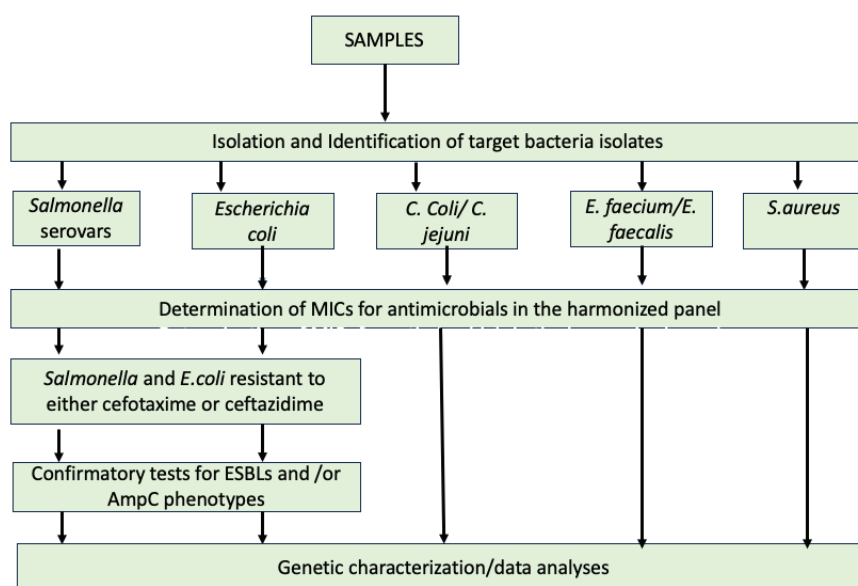 SAMPLES
Isolation and Identification of target bacteria isolates
Salmonella
serovars
Escherichia
coli
C. Coli/ C.
jejuni
E. faecium/E.
faecalis
S.aureus
Determination of MICs for antimicrobials in the harmonized panel
Salmonella and E.coli resistant to
either cefotaxime or ceftazidime
Confirmatory tests for ESBLs and /or
AmpC phenotypes
Genetic characterization/data analyses